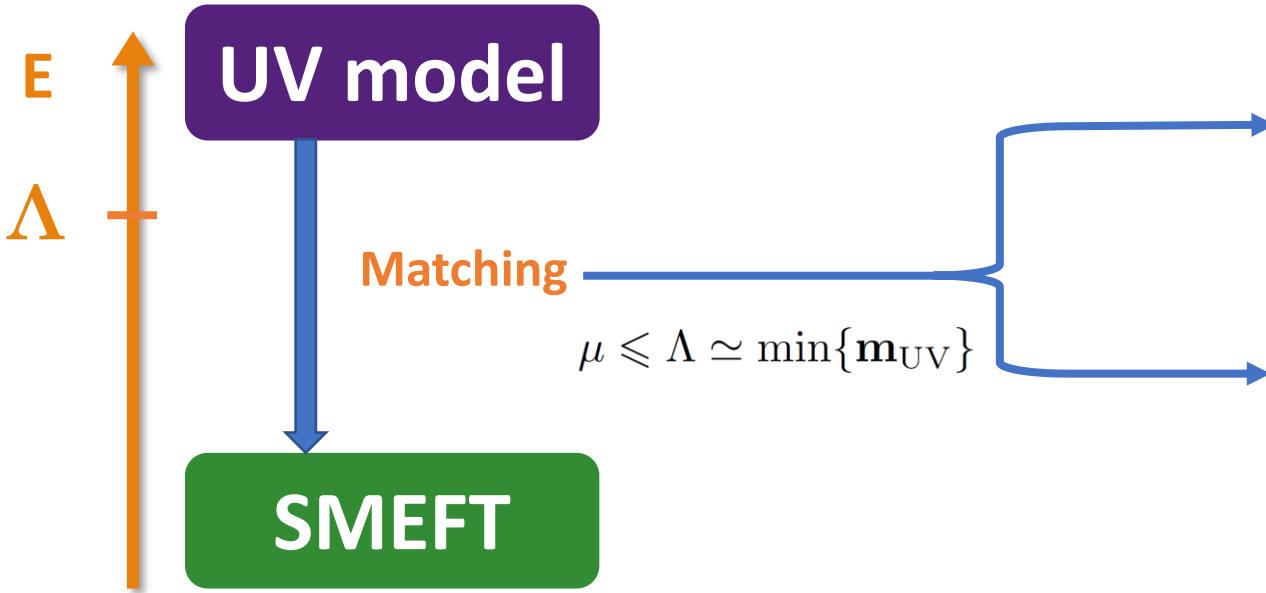 E
UV model
Λ
Matching
μ ⩽ Λ ≃ min{m_UV}
SMEFT